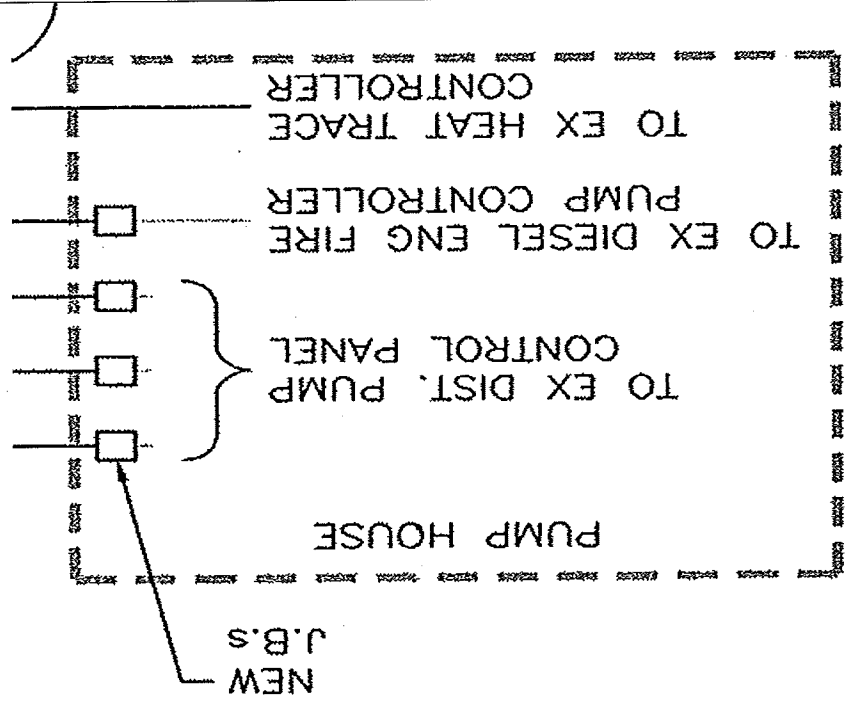 NEW
J.B.s
PUMP HOUSE
TO EX DIST. PUMP
CONTROL PANEL
TO EX DIESEL ENG FIRE
PUMP CONTROLLER
TO EX HEAT TRACE
CONTROLLER